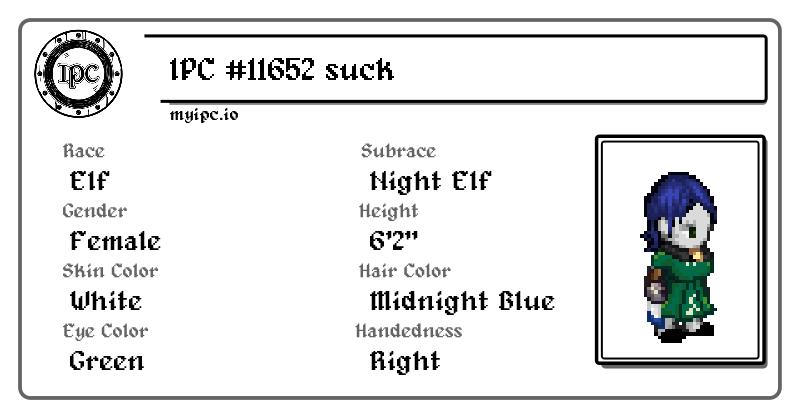 IPC
IPC #11652 suck
myipc.io
Race
Elf
Subrace
Night Elf
Gender
Female
Height
6'2"
Skin Color
White
Hair Color
Midnight Blue
Eye Color
Green
Handedness
Right